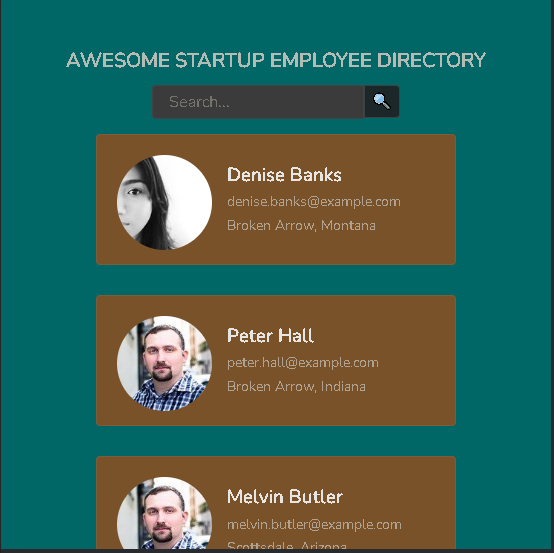 AWESOME STARTUP EMPLOYEE DIRECTORY
Search...
Denise Banks
denise.banks@example.com
Broken Arrow, Montana
Peter Hall
peter.hall@example.com
Broken Arrow, Indiana
Melvin Butler
melvin.butler@example.com
Scottsdale, Arizona